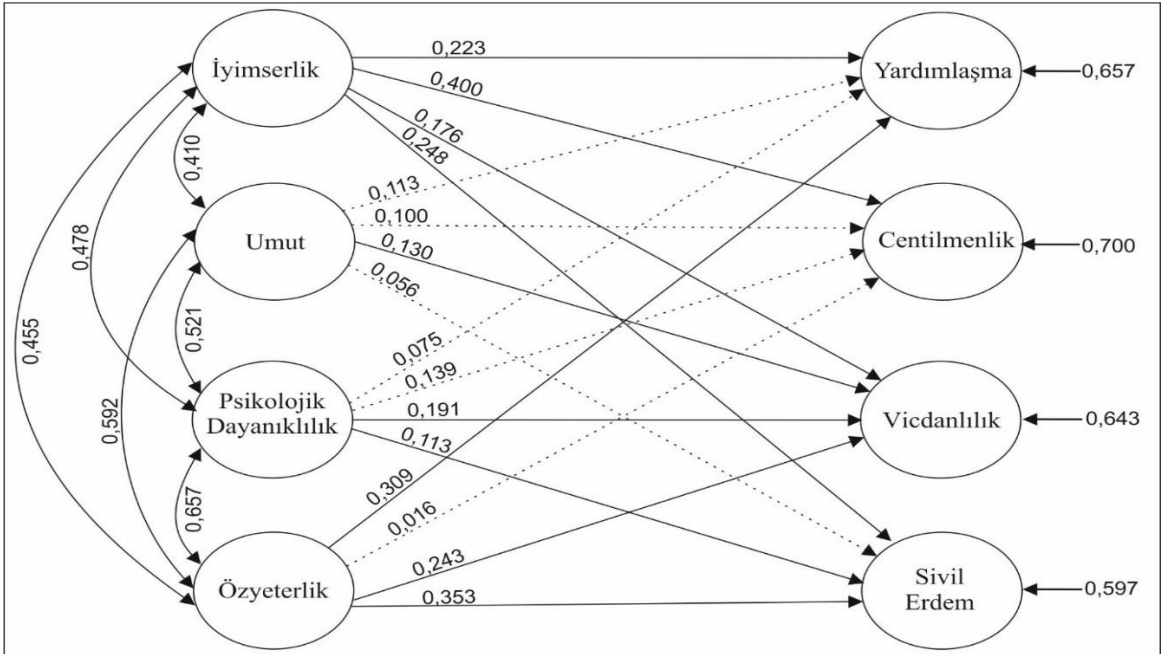 İyimserlik
Umut
Psikolojik
Dayanıklılık
Özyeterlik
0,410
0,478
0,455
0,521
0,592
0,657
0,223
0,400
0,176
0,248
0,113
0,100
0,130
0,056
0,075
0,139
0,191
0,113
0,309
0,016
0,243
0,353
Yardımlaşma
0,657
Centilmenlik
0,700
Vicdanlılık
0,643
Sivil
Erdem
0,597